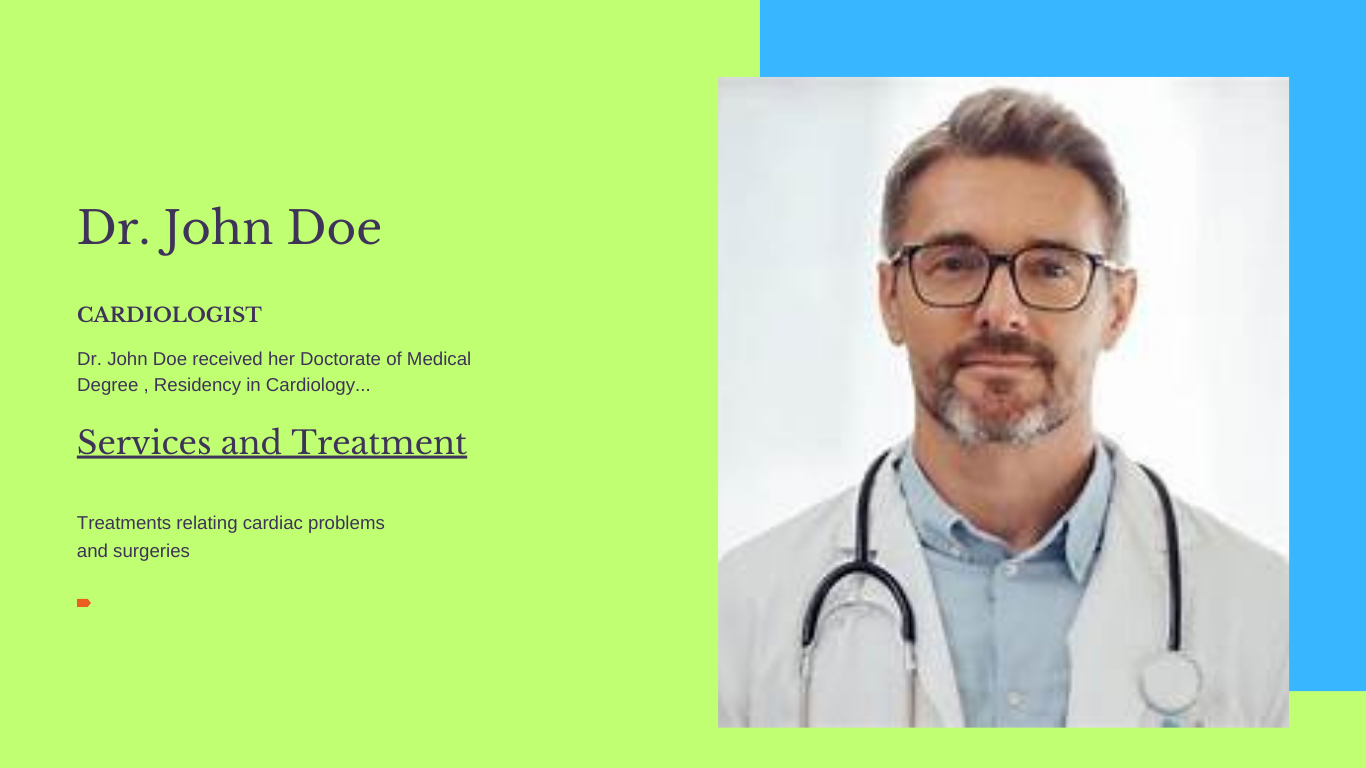 Dr. John Doe
CARDIOLOGIST
Dr. John Doe received her Doctorate of Medical
Degree , Residency in Cardiology...
Services and Treatment
Treatments relating cardiac problems
and surgeries